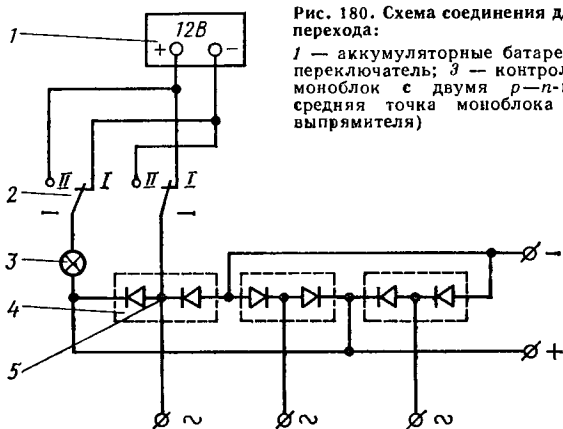 Рис. 180. Схема соединения д
перехода:
1 — аккумуляторные батаре
переключатель; 3 — контрол
моноблок с двумя p—n-
средняя точка моноблока
выпрямителя)
1
12В
+ −
II I II I
2
3
−
4
5
+
~ ~ ~